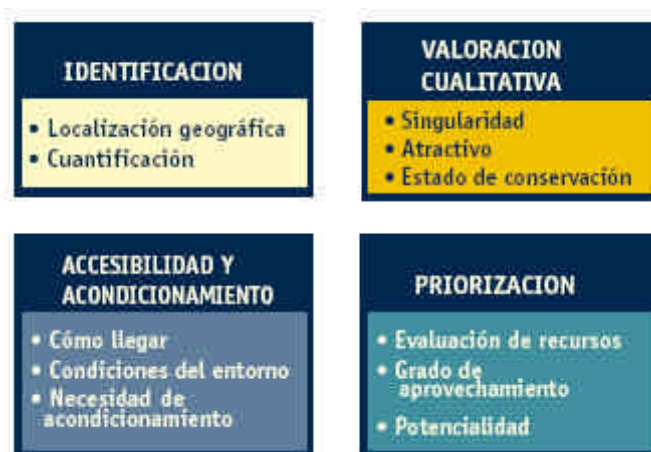 IDENTIFICACION
• Localización geográfica
• Cuantificación
VALORACION
CUALITATIVA
• Singularidad
• Atractivo
• Estado de conservación
ACCESIBILIDAD Y
ACONDICIONAMIENTO
• Cómo llegar
• Condiciones del entorno
• Necesidad de
acondicionamiento
PRIORIZACION
• Evaluación de recursos
• Grado de
aprovechamiento
• Potencialidad